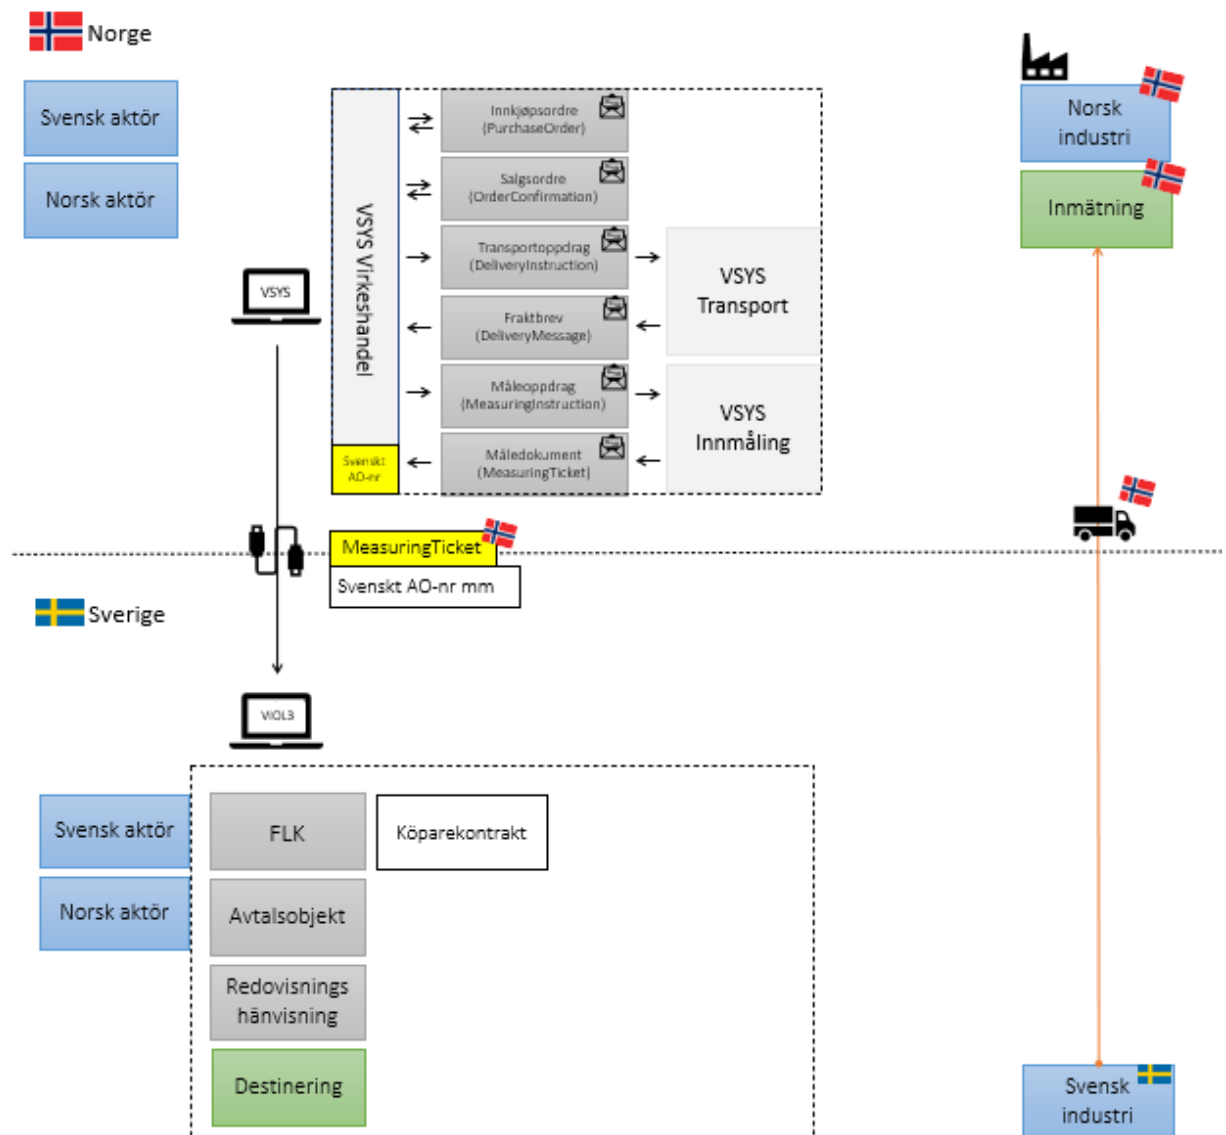 Norge
Svensk aktör
Norsk aktör
VSYS
VSYS Virkeshandel
Svenskt
AO-nr
Innkjøpsordre
(PurchaseOrder)
Salgsordre
(OrderConfirmation)
Transportoppdrag
(DeliveryInstruction)
Fraktbrev
(DeliveryMessage)
Måleoppdrag
(MeasuringInstruction)
Måledokument
(MeasuringTicket)
VSYS
Transport
VSYS
Innmåling
Norsk
industri
Inmätning
MeasuringTicket
Svenskt AO-nr mm
Sverige
VIOL3
Svensk aktör
Norsk aktör
FLK
Köparekontrakt
Avtalsobjekt
Redovisnings
hänvisning
Destinering
Svensk
industri